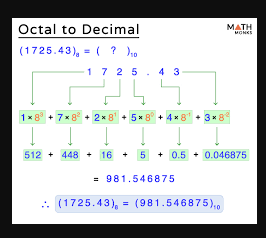 Octal to Decimal
MATH
MONKS
(1725.43)₈ = ( ? )₁₀
1 7 2 5 . 4 3
1×8³ + 7×8² + 2×8¹ + 5×8⁰ + 4×8⁻¹ + 3×8⁻²
512 + 448 + 16 + 5 + 0.5 + 0.046875
= 981.546875
∴ (1725.43)₈ = (981.546875)₁₀